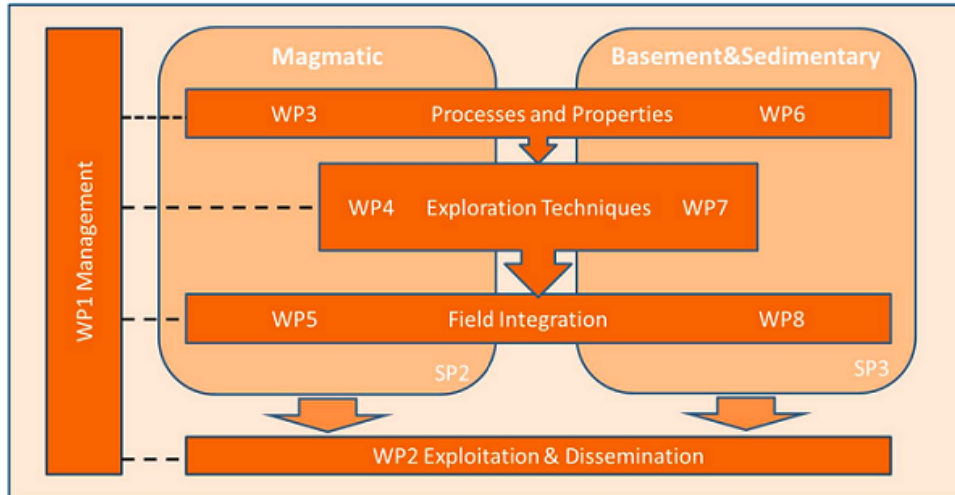 WP1 Management
Magmatic
Basement&Sedimentary
WP3 Processes and Properties WP6
WP4 Exploration Techniques WP7
WP5 Field Integration WP8
SP2
SP3
WP2 Exploitation & Dissemination